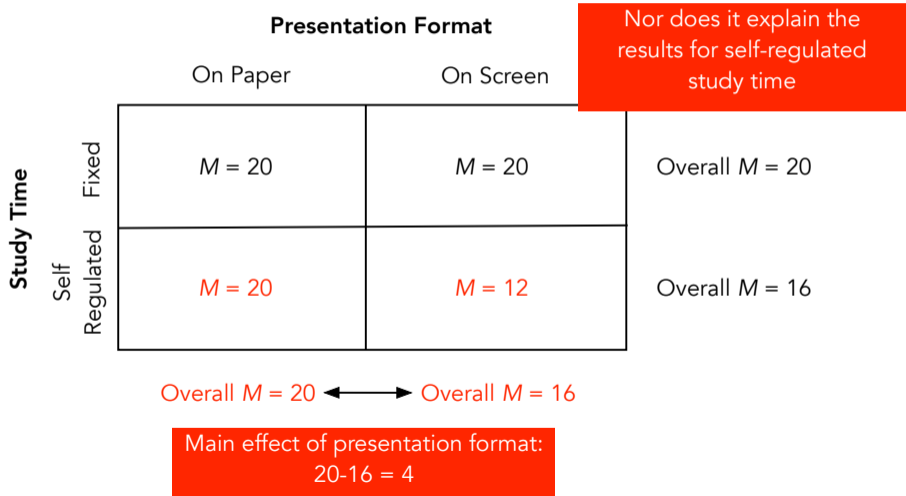 Presentation Format
Nor does it explain the
results for self-regulated
study time
On Paper
On Screen
Study Time
Fixed
M = 20
M = 20
Overall M = 20
Self
Regulated
M = 20
M = 12
Overall M = 16
Overall M = 20
Overall M = 16
Main effect of presentation format:
20-16 = 4